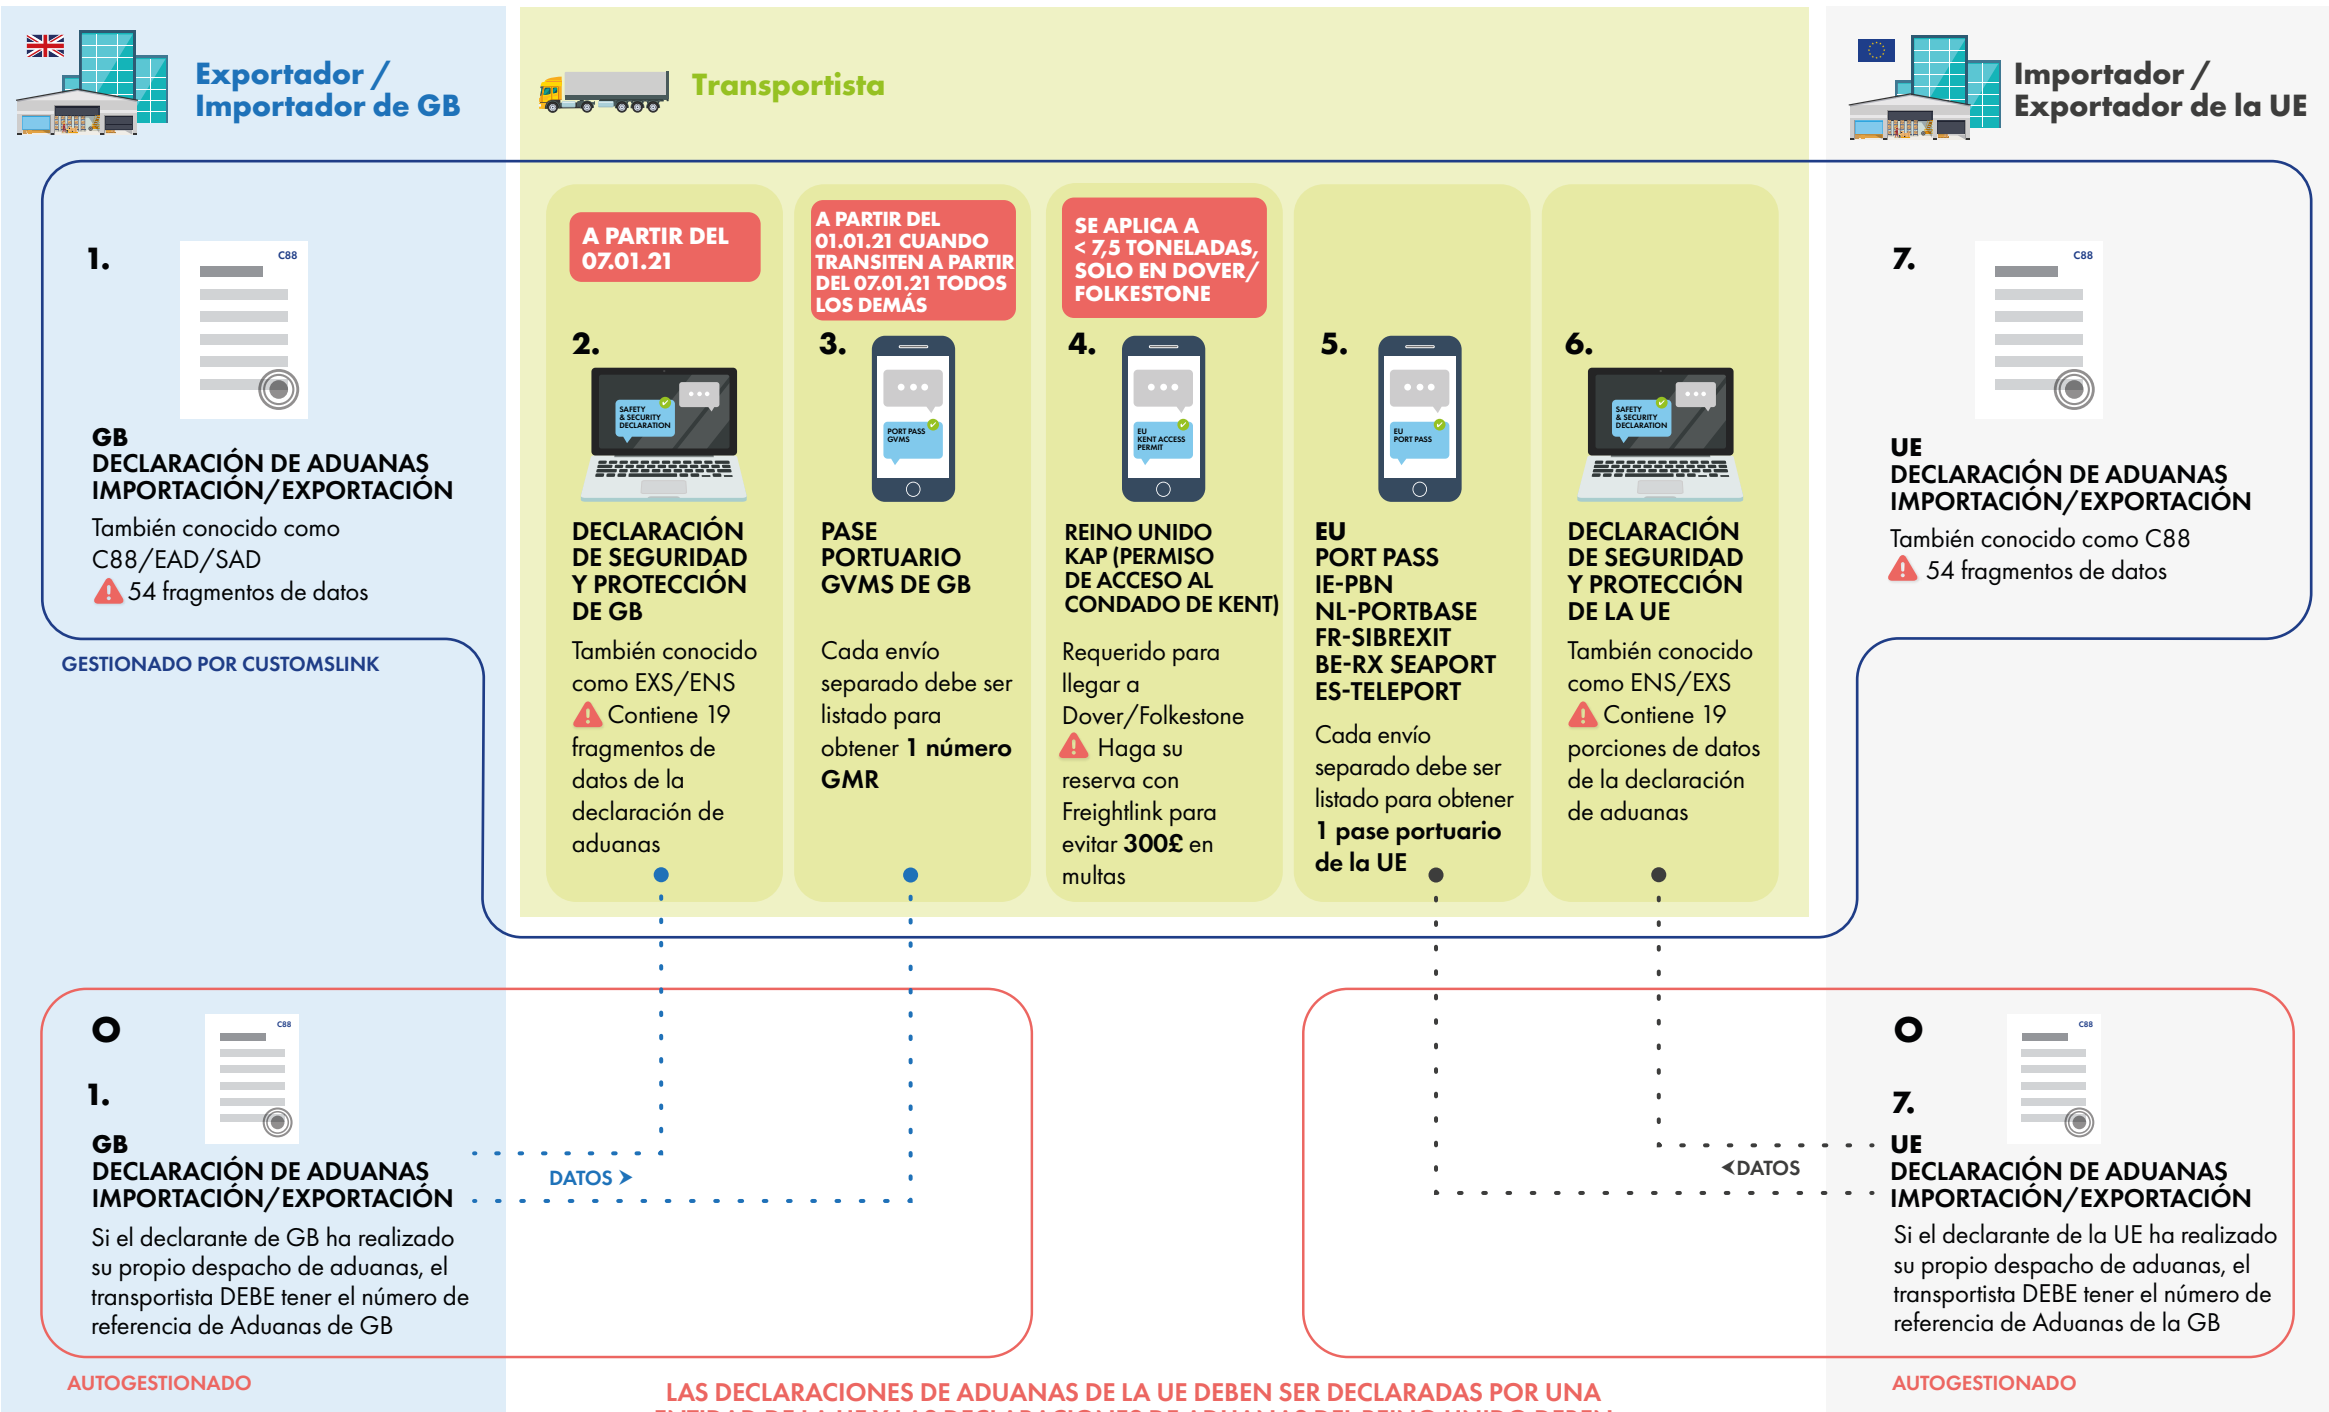 Exportador /
Importador de GB
Transportista
Importador /
Exportador de la UE
1.
C88
GB
DECLARACIÓN DE ADUANAS
IMPORTACIÓN/EXPORTACIÓN
También conocido como
C88/EAD/SAD
54 fragmentos de datos
GESTIONADO POR CUSTOMSLINK
A PARTIR DEL
07.01.21
2.
SAFETY
& SECURITY
DECLARATION
DECLARACIÓN
DE SEGURIDAD
Y PROTECCIÓN
DE GB
También conocido
como EXS/ENS
Contiene 19
fragmentos de
datos de la
declaración de
aduanas
A PARTIR DEL
01.01.21 CUANDO
TRANSITEN A PARTIR
DEL 07.01.21 TODOS
LOS DEMÁS
3.
PORT PASS
GVMS
PASE
PORTUARIO
GVMS DE GB
Cada envío
separado debe ser
listado para
obtener 1 número
GMR
SE APLICA A
< 7,5 TONELADAS,
SOLO EN DOVER/
FOLKESTONE
4.
EU
KENT ACCESS
PERMIT
REINO UNIDO
KAP (PERMISO
DE ACCESO AL
CONDADO DE KENT)
Requerido para
llegar a
Dover/Folkestone
Haga su
reserva con
Freightlink para
evitar 300£ en
multas
5.
EU
PORT PASS
EU
PORT PASS
IE-PBN
NL-PORTBASE
FR-SIBREXIT
BE-RX SEAPORT
ES-TELEPORT
Cada envío
separado debe ser
listado para obtener
1 pase portuario
de la UE
6.
SAFETY
& SECURITY
DECLARATION
DECLARACIÓN
DE SEGURIDAD
Y PROTECCIÓN
DE LA UE
También conocido
como ENS/EXS
Contiene 19
porciones de datos
de la declaración
de aduanas
7.
C88
UE
DECLARACIÓN DE ADUANAS
IMPORTACIÓN/EXPORTACIÓN
También conocido como C88
54 fragmentos de datos
O
C88
1.
GB
DECLARACIÓN DE ADUANAS
IMPORTACIÓN/EXPORTACIÓN
Si el declarante de GB ha realizado
su propio despacho de aduanas, el
transportista DEBE tener el número de
referencia de Aduanas de GB
AUTOGESTIONADO
DATOS
DATOS
O
C88
7.
UE
DECLARACIÓN DE ADUANAS
IMPORTACIÓN/EXPORTACIÓN
Si el declarante de la UE ha realizado
su propio despacho de aduanas, el
transportista DEBE tener el número de
referencia de Aduanas de la GB
AUTOGESTIONADO
LAS DECLARACIONES DE ADUANAS DE LA UE DEBEN SER DECLARADAS POR UNA
ENTIDAD DE LA UE Y LAS DECLARACIONES DE ADUANAS DEL REINO UNIDO DEBEN